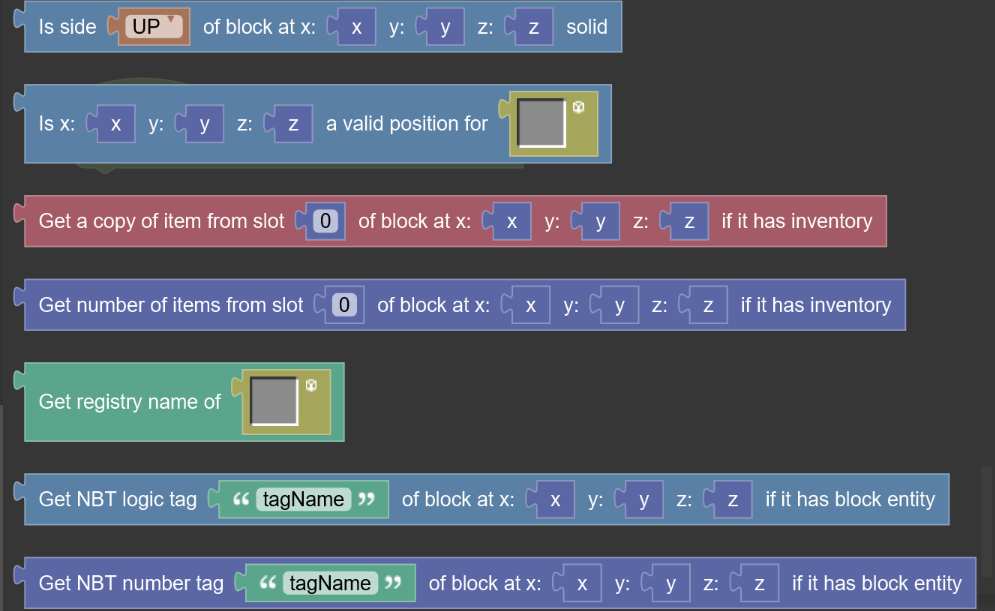 Is side UP of block at x: x y: y z: z solid
Is x: x y: y z: z a valid position for
Get a copy of item from slot 0 of block at x: x y: y z: z if it has inventory
Get number of items from slot 0 of block at x: x y: y z: z if it has inventory
Get registry name of
Get NBT logic tag “ tagName ” of block at x: x y: y z: z if it has block entity
Get NBT number tag “ tagName ” of block at x: x y: y z: z if it has block entity